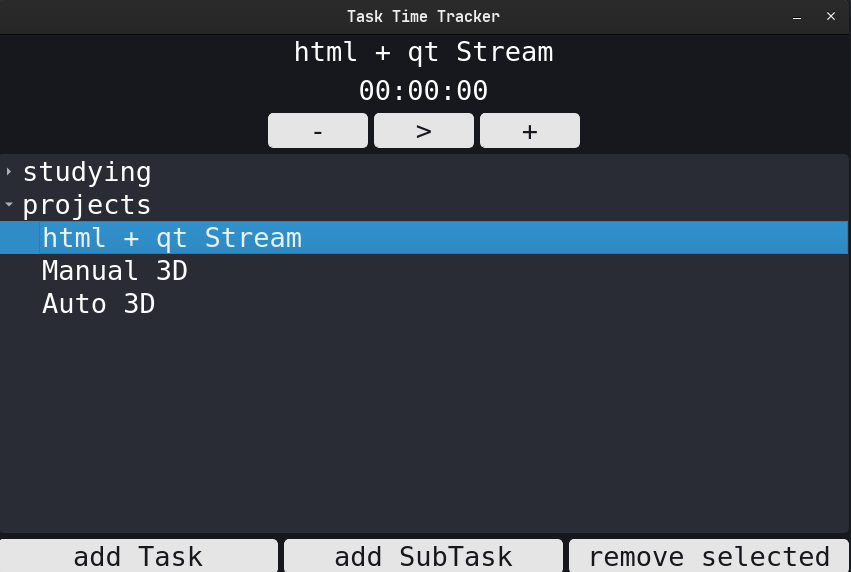 Task Time Tracker
html + qt Stream
00:00:00
- > +
studying
projects
html + qt Stream
Manual 3D
Auto 3D
add Task add SubTask remove selected